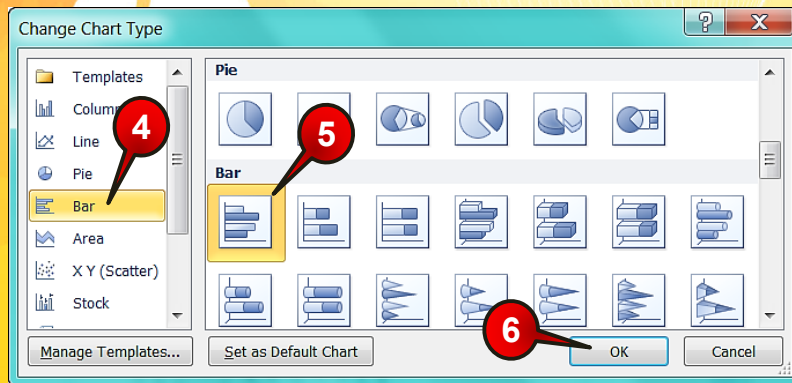 Change Chart Type
Templates
Colum
Line
Pie
Bar
Area
X Y (Scatter)
Stock
Pie
Bar
4
5
6
Manage Templates...
Set as Default Chart
OK
Cancel